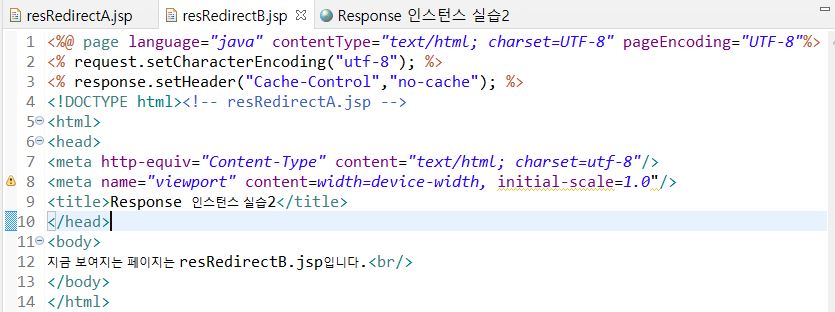 resRedirectA.jsp resRedirectB.jsp Response 인스턴스 실습2
1 <%@ page language="java" contentType="text/html; charset=UTF-8" pageEncoding="UTF-8"%>
2 <% request.setCharacterEncoding("utf-8"); %>
3 <% response.setHeader("Cache-Control","no-cache"); %>
4 <!DOCTYPE html><!-- resRedirectA.jsp -->
5 <html>
6 <head>
7 <meta http-equiv="Content-Type" content="text/html; charset=utf-8"/>
8 <meta name="viewport" content=width=device-width, initial-scale=1.0"/>
9 <title>Response 인스턴스 실습2</title>
10 </head>
11 <body>
12 지금 보여지는 페이지는 resRedirectB.jsp입니다.<br/>
13 </body>
14 </html>